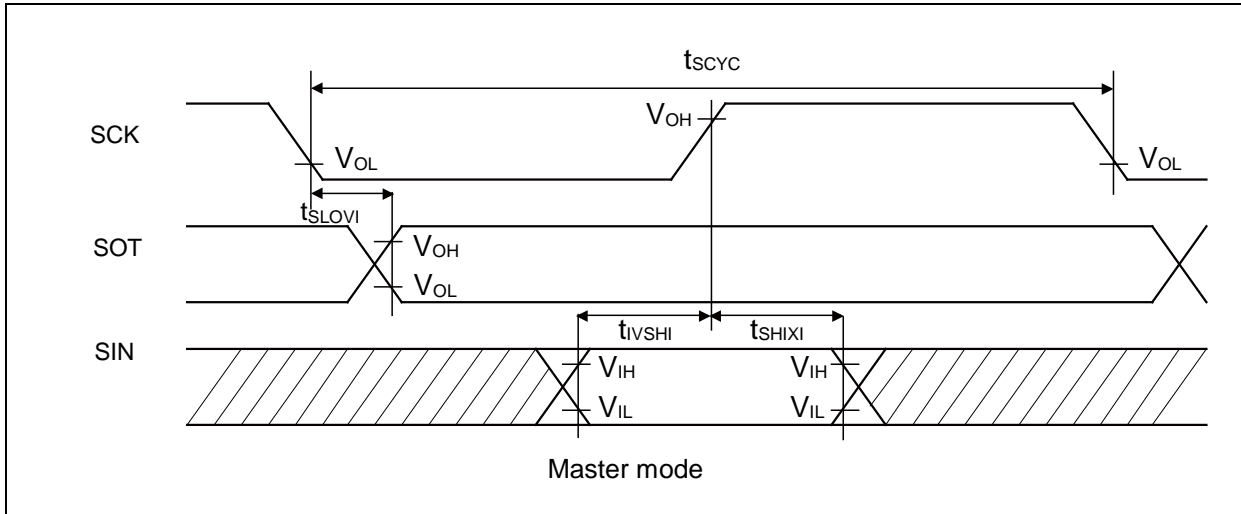 tSCYC
SCK
VOH
VOL
VOL
tSLOVI
SOT
VOH
VOL
tIVSHI
tSHIXI
SIN
VIH
VIH
VIL
VIL
Master mode